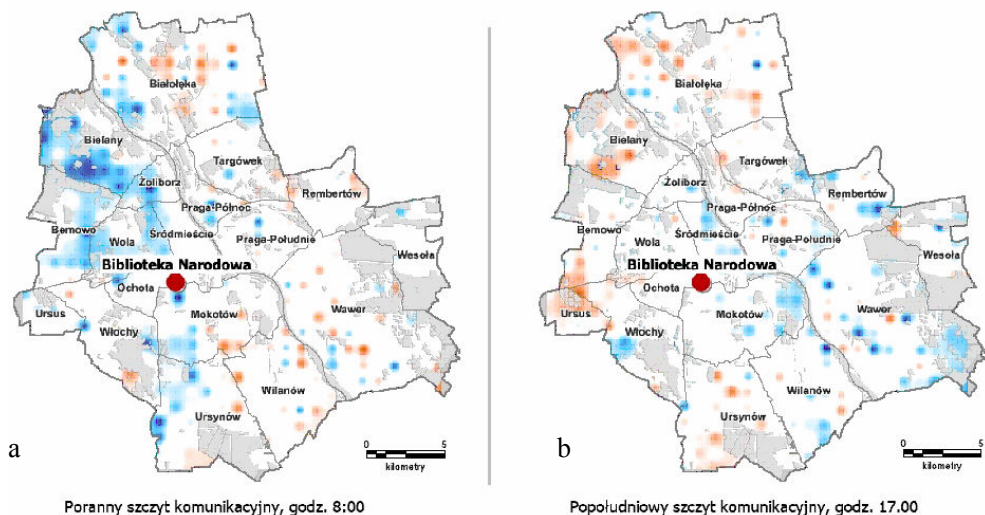 Białołęka
Bielany
Targówek
Żoliborz
Rembertów
Praga-Północ
Bemowo
Śródmieście
Wola
Praga-Południe
Wesoła
Biblioteka Narodowa
Ochota
Ursus
Mokotów
Wawer
Włochy
Wilanów
Ursynów
a
0 5
kilometry
Poranny szczyt komunikacyjny, godz. 8:00
Białołęka
Bielany
Targówek
Żoliborz
Rembertów
Praga-Północ
Bemowo
Śródmieście
Wola
Praga-Południe
Wesoła
Biblioteka Narodowa
Ochota
Ursus
Mokotów
Wawer
Włochy
Wilanów
Ursynów
b
0 5
kilometry
Popołudniowy szczyt komunikacyjny, godz. 17.00